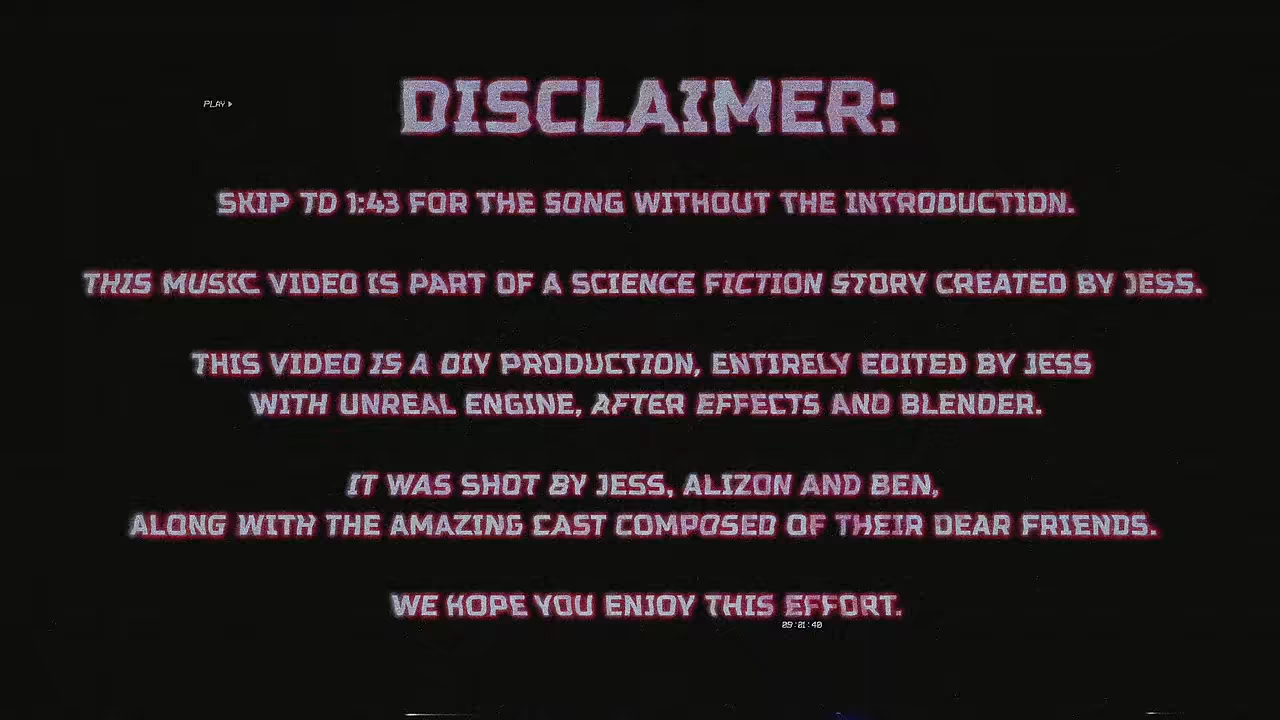 PLAY
DISCLAIMER:
SKIP TO 1:43 FOR THE SONG WITHOUT THE INTRODUCTION.
THIS MUSIC VIDEO IS PART OF A SCIENCE FICTION STORY CREATED BY JESS.
THIS VIDEO IS A DIY PRODUCTION, ENTIRELY EDITED BY JESS
WITH UNREAL ENGINE, AFTER EFFECTS AND BLENDER.
IT WAS SHOT BY JESS, ALIZON AND BEN,
ALONG WITH THE AMAZING CAST COMPOSED OF THEIR DEAR FRIENDS.
WE HOPE YOU ENJOY THIS EFFORT.